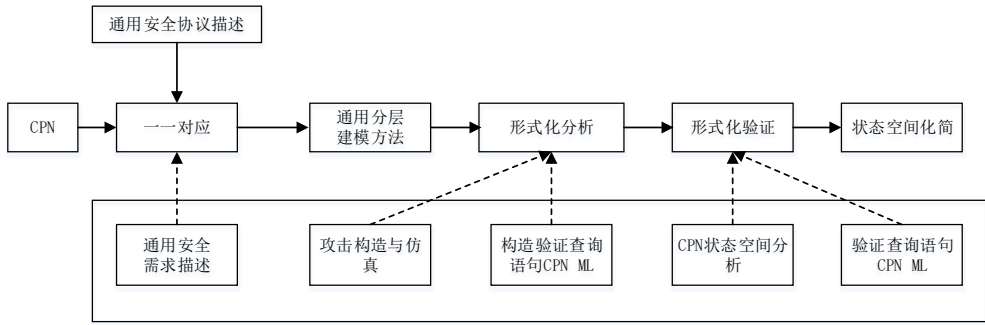 通用安全协议描述
CPN
一一对应
通用分层
建模方法
形式化分析
形式化验证
状态空间化简
通用安全
需求描述
攻击构造与仿
真
构造验证查询
语句CPN ML
CPN状态空间分
析
验证查询语句
CPN ML